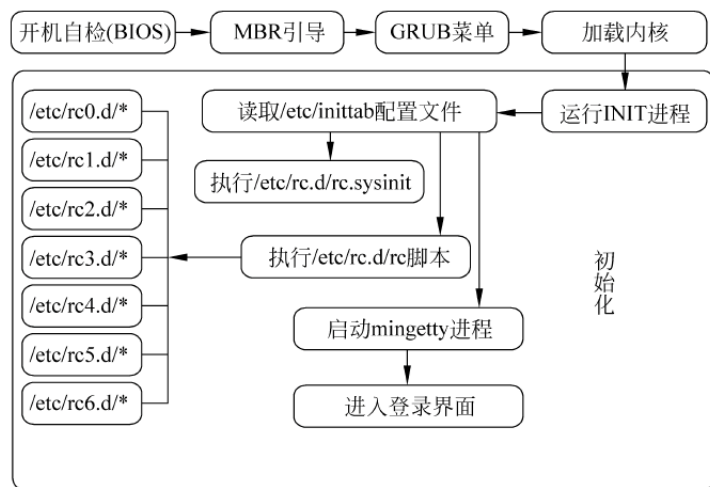 开机自检(BIOS)
MBR引导
GRUB菜单
加载内核
运行INIT进程
读取/etc/inittab配置文件
执行/etc/rc.d/rc.sysinit
执行/etc/rc.d/rc脚本
/etc/rc0.d/*
/etc/rc1.d/*
/etc/rc2.d/*
/etc/rc3.d/*
/etc/rc4.d/*
/etc/rc5.d/*
/etc/rc6.d/*
启动mingetty进程
进入登录界面
初始化